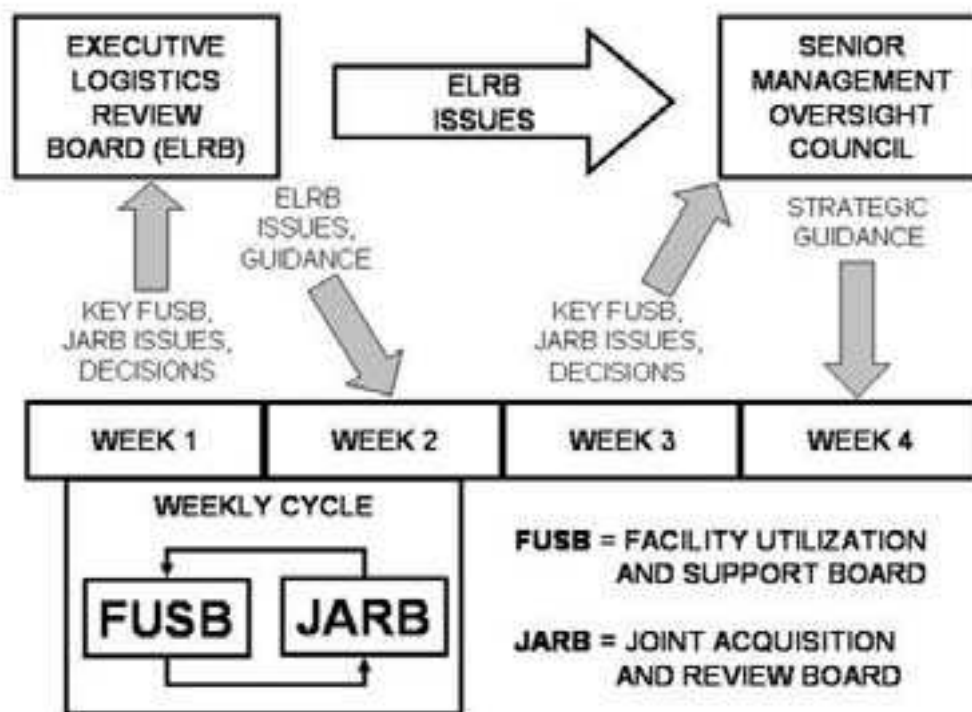 EXECUTIVE
LOGISTICS
REVIEW
BOARD (ELRB)
ELRB
ISSUES
SENIOR
MANAGEMENT
OVERSIGHT
COUNCIL
KEY FUSB,
JARB ISSUES,
DECISIONS
ELRB
ISSUES,
GUIDANCE
KEY FUSB,
JARB ISSUES,
DECISIONS
STRATEGIC
GUIDANCE
WEEK 1
WEEK 2
WEEK 3
WEEK 4
WEEKLY CYCLE
FUSB
JARB
FUSB = FACILITY UTILIZATION
AND SUPPORT BOARD
JARB = JOINT ACQUISITION
AND REVIEW BOARD